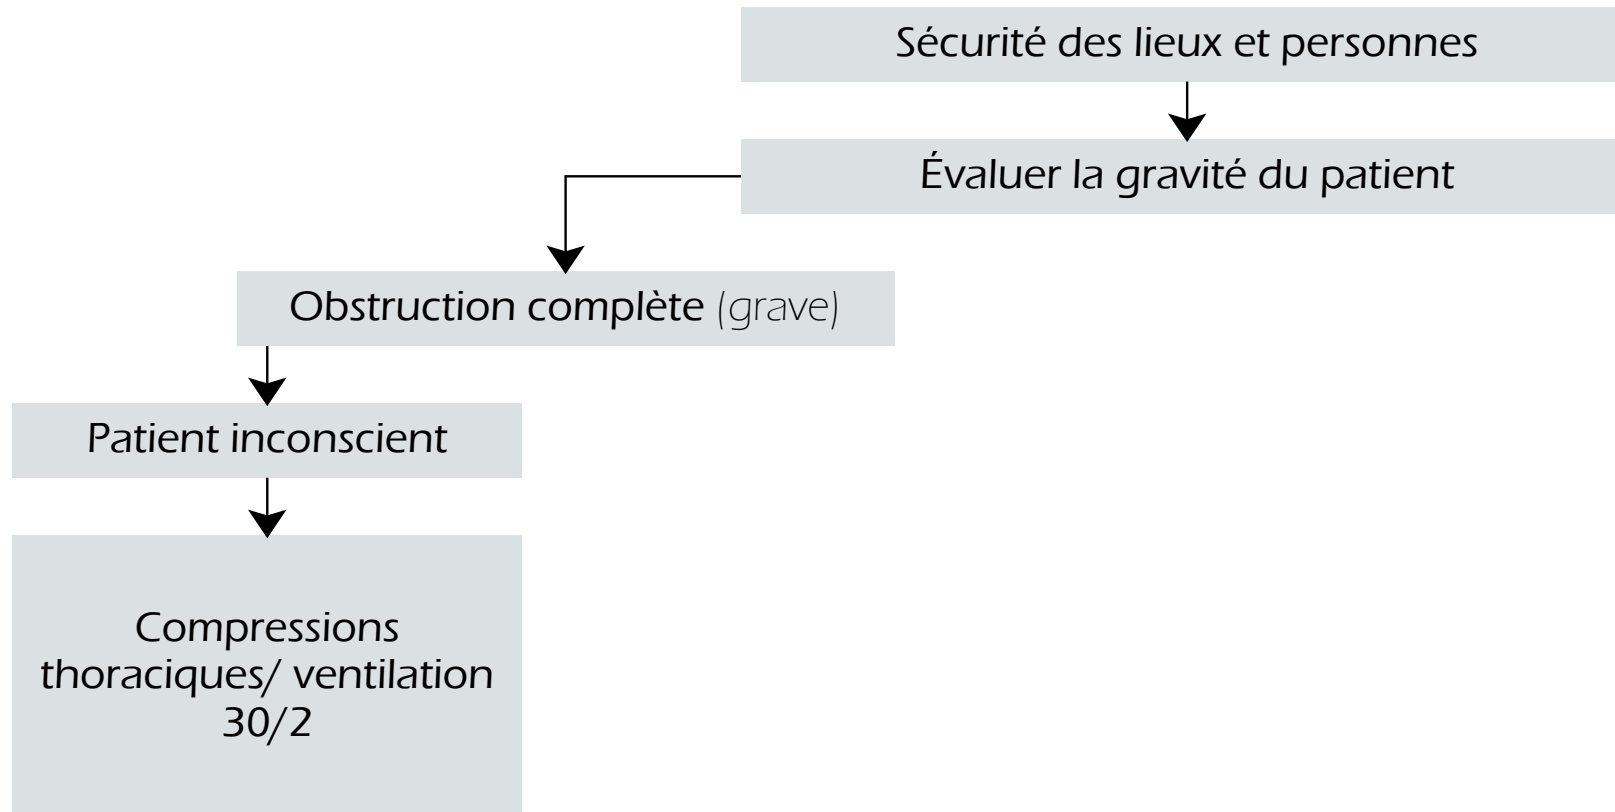 Sécurité des lieux et personnes
Évaluer la gravité du patient
Obstruction complète (grave)
Patient inconscient
Compressions
thoraciques/ ventilation
30/2